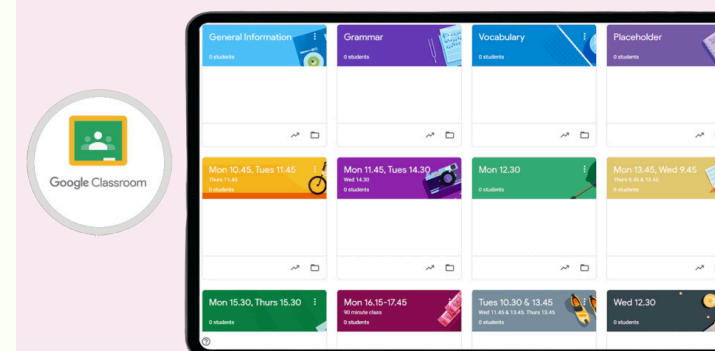 Google Classroom
General Information
0 students
Grammar
0 students
Vocabulary
0 students
Placeholder
0 students
Mon 10.45, Tues 11.45
Thurs 11.45
0 students
Mon 11.45, Tues 14.30
Wed 14.30
0 students
Mon 12.30
0 students
Mon 13.45, Wed 9.45
Thurs 9.45 & 13.45
0 students
Mon 15.30, Thurs 15.30
0 students
Mon 16.15-17.45
90 minute class
0 students
Tues 10.30 & 13.45
Wed 11.45 & 13.45. Thurs 13.45
0 students
Wed 12.30
0 students